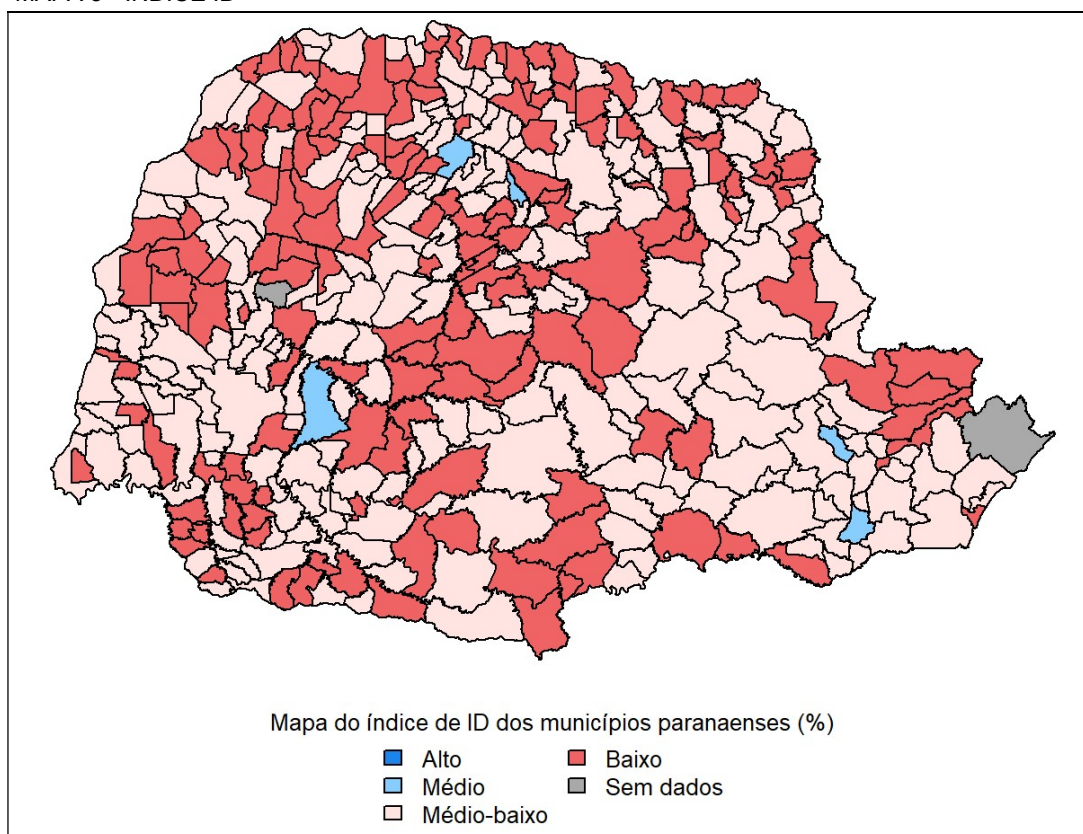 Mapa do índice de ID dos municípios paranaenses (%)
Alto
Médio
Médio-baixo
Baixo
Sem dados